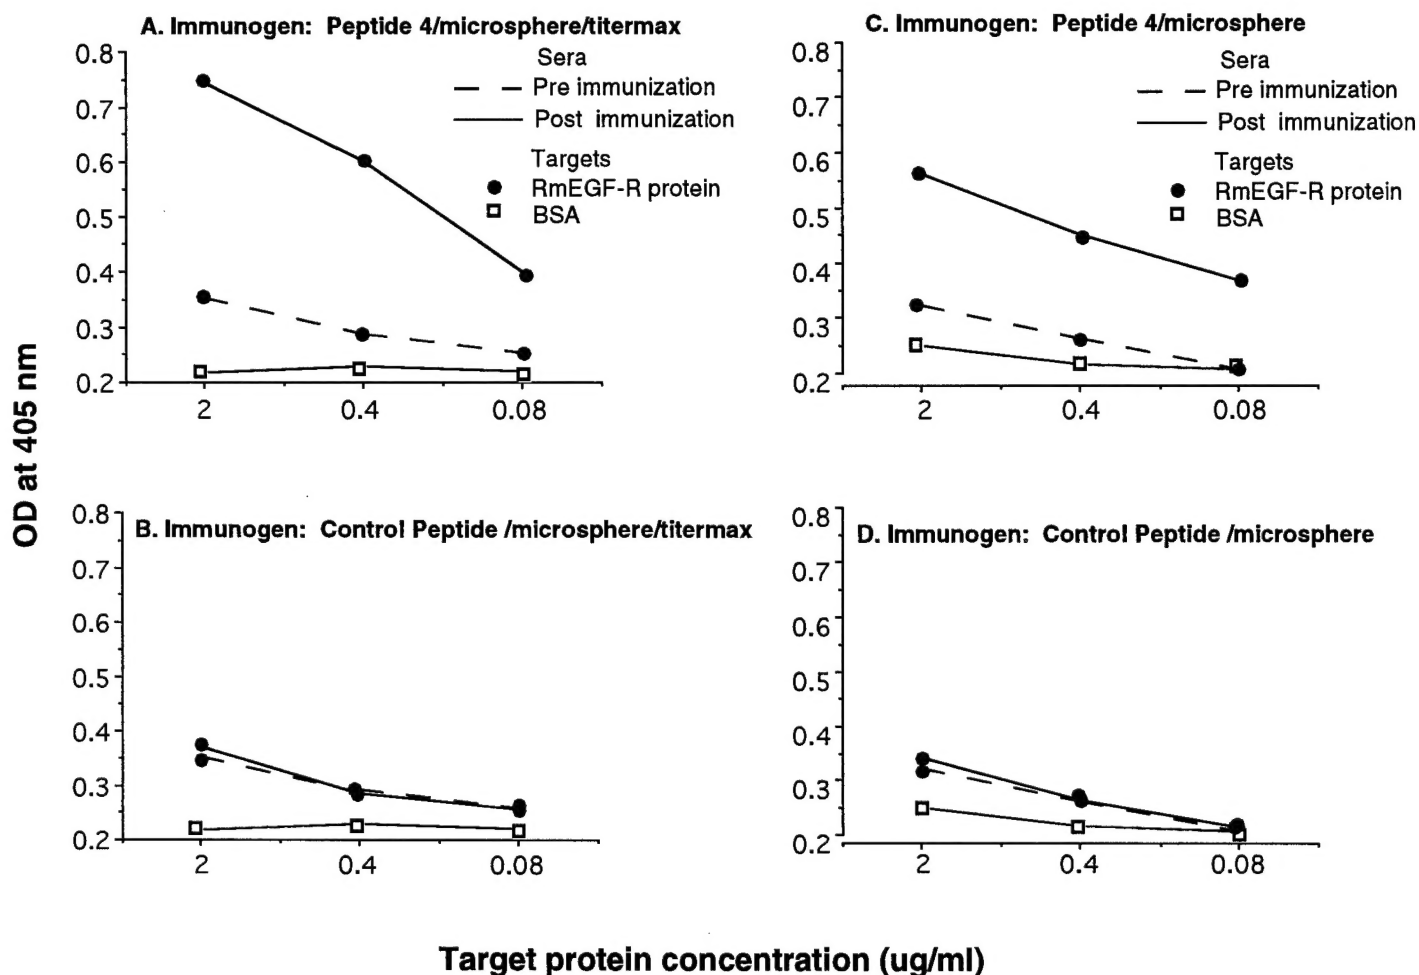 A. Immunogen: Peptide 4/microsphere/titermax
0.8
0.7
0.6
0.5
0.4
0.3
0.2
2
0.4
0.08
Sera
Pre immunization
Post immunization
Targets
RmEGF-R protein
BSA
C. Immunogen: Peptide 4/microsphere
0.8
0.7
0.6
0.5
0.4
0.3
0.2
2
0.4
0.08
Sera
Pre immunization
Post immunization
Targets
RmEGF-R protein
BSA
OD at 405 nm
B. Immunogen: Control Peptide /microsphere/titermax
0.8
0.7
0.6
0.5
0.4
0.3
0.2
2
0.4
0.08
D. Immunogen: Control Peptide /microsphere
0.8
0.7
0.6
0.5
0.4
0.3
0.2
2
0.4
0.08
Target protein concentration (ug/ml)